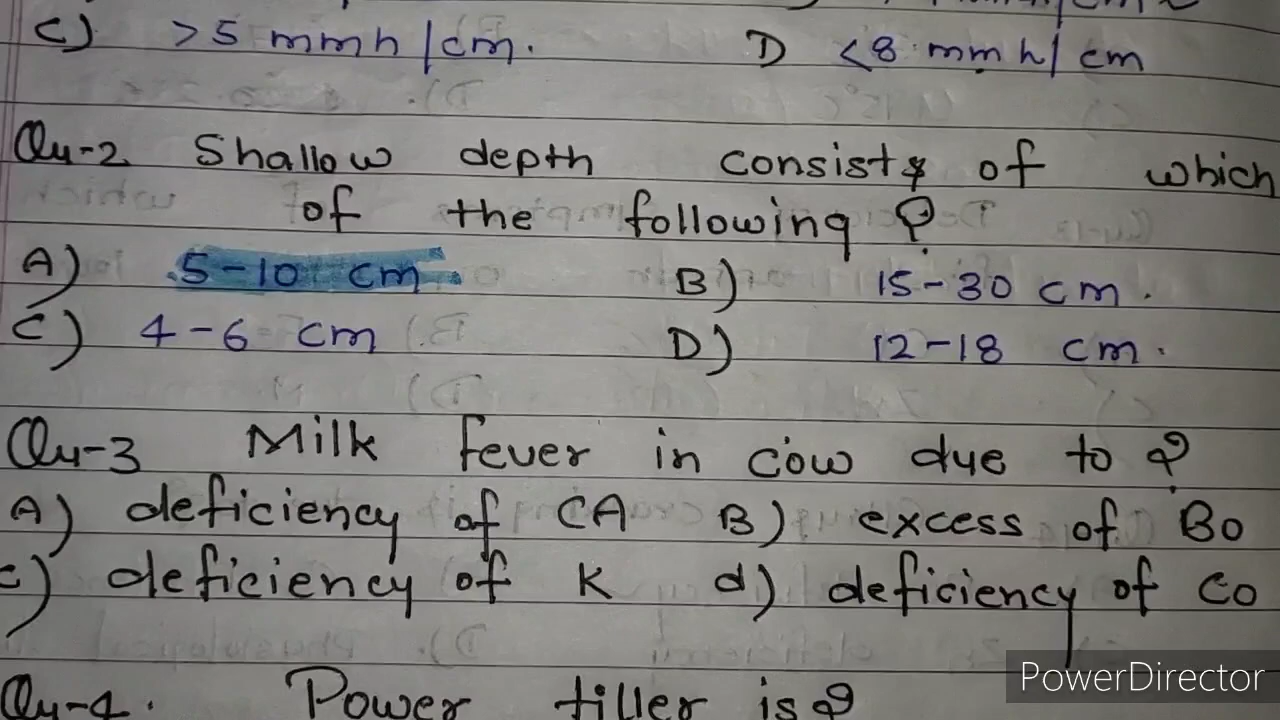 C) >5 mmh/cm. D <8 mmh/cm
Qu-2 Shallow depth consists of which
of the following ?
A) 5-10 cm. B) 15-30 cm.
C) 4-6 cm D) 12-18 cm.
Qu-3 Milk fever in cow due to ?
A) deficiency of CA B) excess of Bo
c) deficiency of K d) deficiency of co
PowerDirector
Qu-4. Power tiller is ?